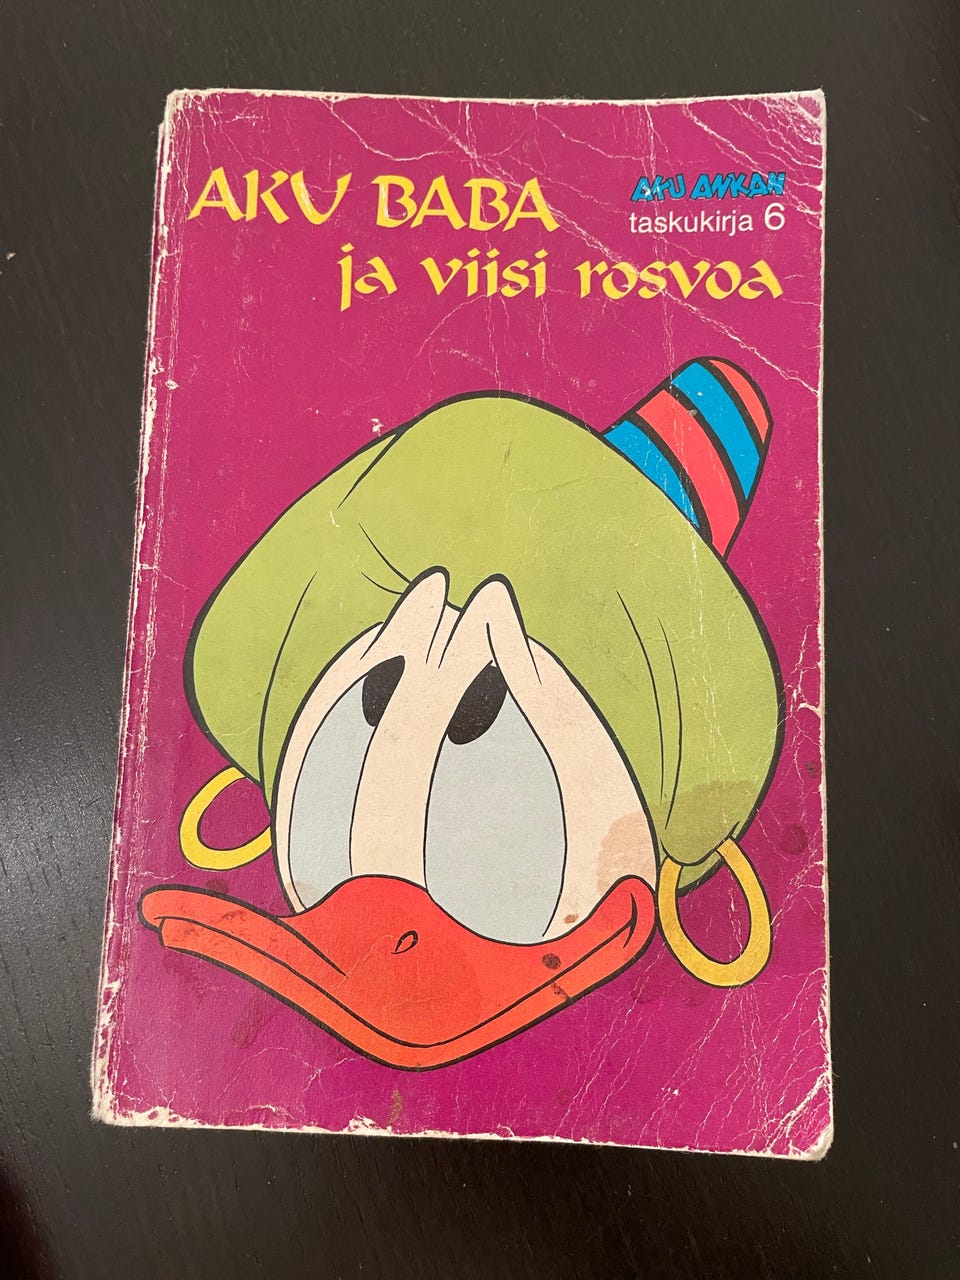 AKU BABA
ja viisi rosvoa
AKU ANKAN
taskukirja 6